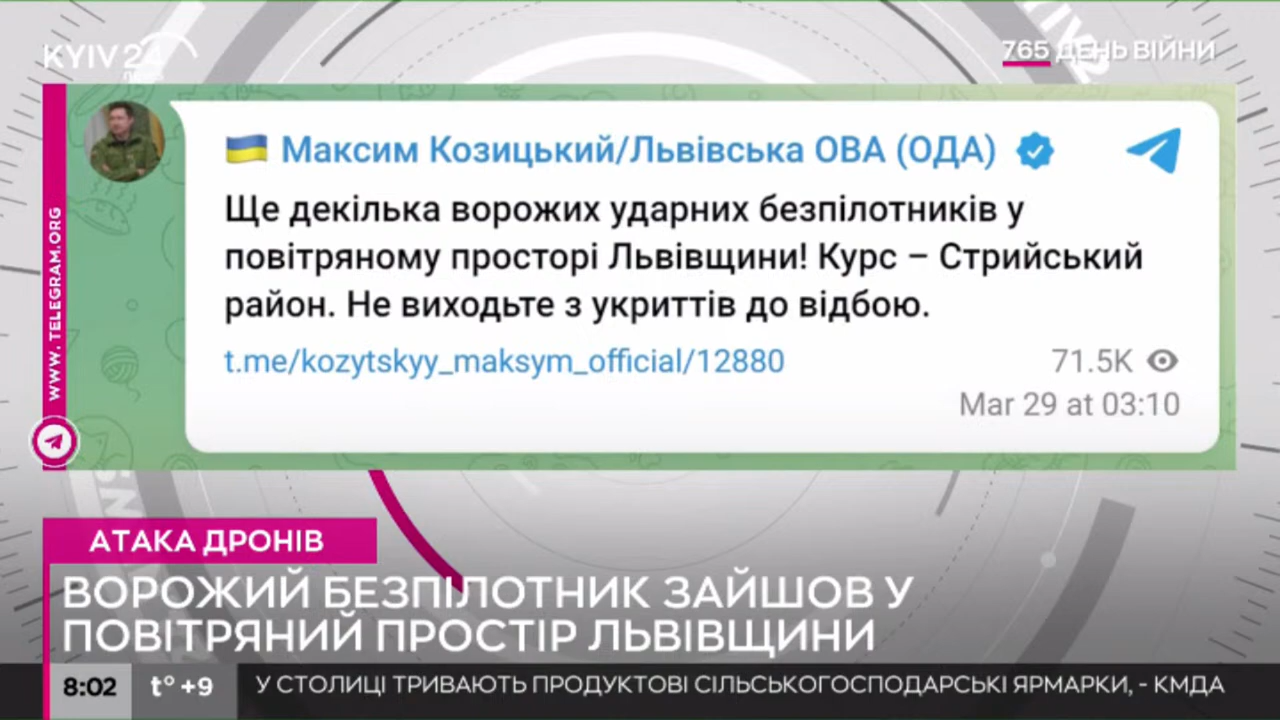 KYIV 24
765 ДЕНЬ ВІЙНИ
WWW. TELEGRAM.ORG
Максим Козицький/Львівська ОВА (ОДА)
Ще декілька ворожих ударних безпілотників у
повітряному просторі Львівщини! Курс – Стрийський
район. Не виходьте з укриттів до відбою.
t.me/kozytskyy_maksym_official/12880
71.5K
Mar 29 at 03:10
АТАКА ДРОНІВ
ВОРОЖИЙ БЕЗПІЛОТНИК ЗАЙШОВ У
ПОВІТРЯНИЙ ПРОСТІР ЛЬВІВЩИНИ
8:02 t° +9 У СТОЛИЦІ ТРИВАЮТЬ ПРОДУКТОВІ СІЛЬСЬКОГОСПОДАРСЬКІ ЯРМАРКИ, - КМДА